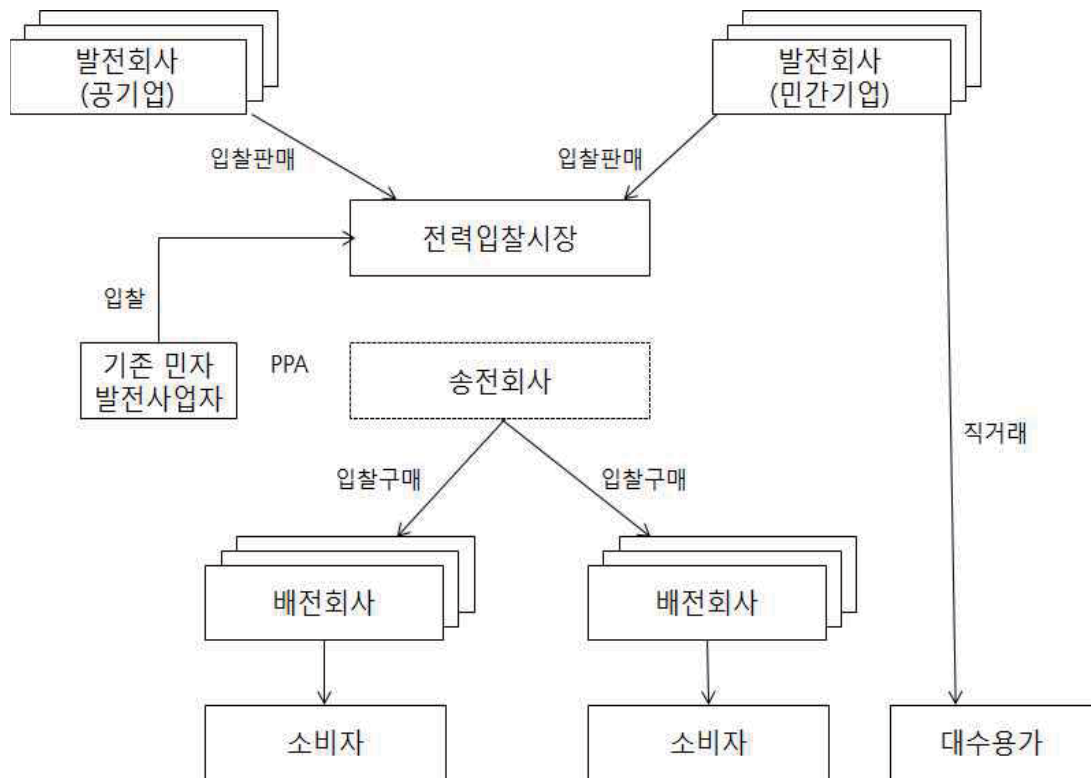 발전회사
(공기업)
발전회사
(민간기업)
입찰판매
입찰판매
전력입찰시장
입찰
기존 민자
발전사업자
PPA
송전회사
직거래
입찰구매
입찰구매
배전회사
배전회사
소비자
소비자
대수용가